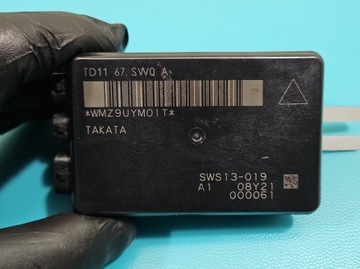 TD11 67 SWQ A
*WMZ9UYM01T*
TAKATA
SWS13-019
A1 08Y21
000061